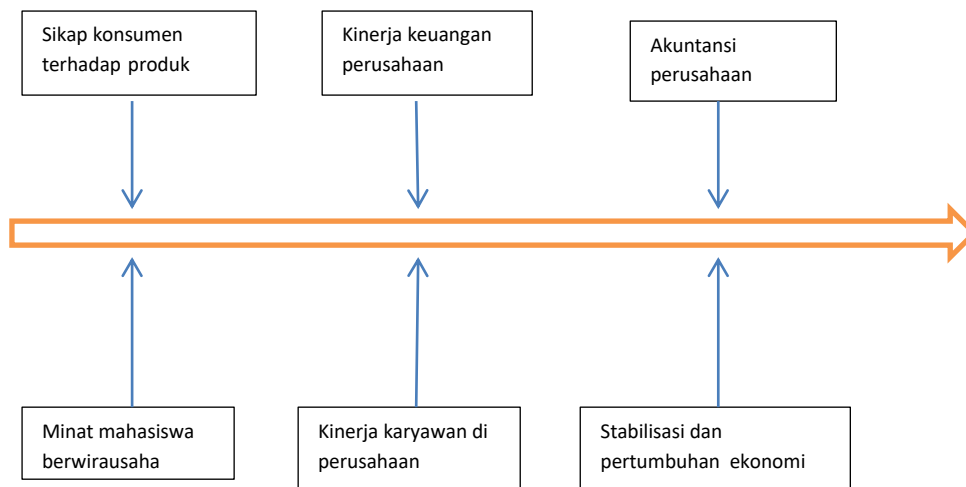 Sikap konsumen
terhadap produk
Kinerja keuangan
perusahaan
Akuntansi
perusahaan
Minat mahasiswa
berwirausaha
Kinerja karyawan di
perusahaan
Stabilisasi dan
pertumbuhan ekonomi